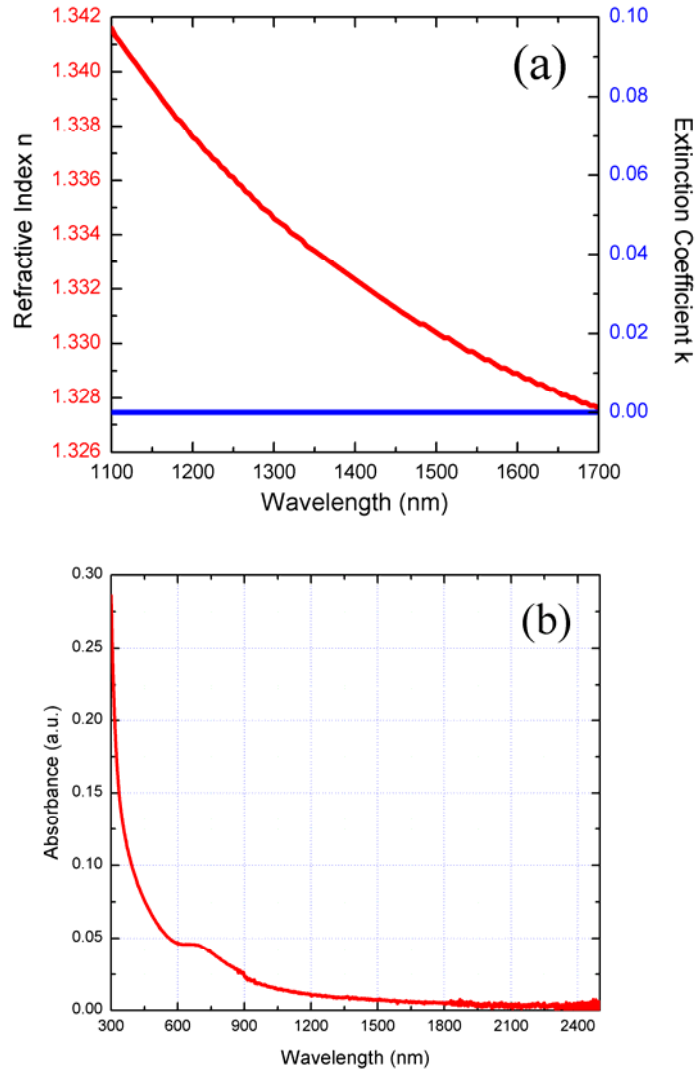 (a)
Refractive Index n
1.342
1.340
1.338
1.336
1.334
1.332
1.330
1.328
1.326
0.10
0.08
0.06
0.04
0.02
0.00
Extinction Coefficient k
1100 1200 1300 1400 1500 1600 1700
Wavelength (nm)
(b)
Absorbance (a.u.)
0.30
0.25
0.20
0.15
0.10
0.05
0.00
300 600 900 1200 1500 1800 2100 2400
Wavelength (nm)